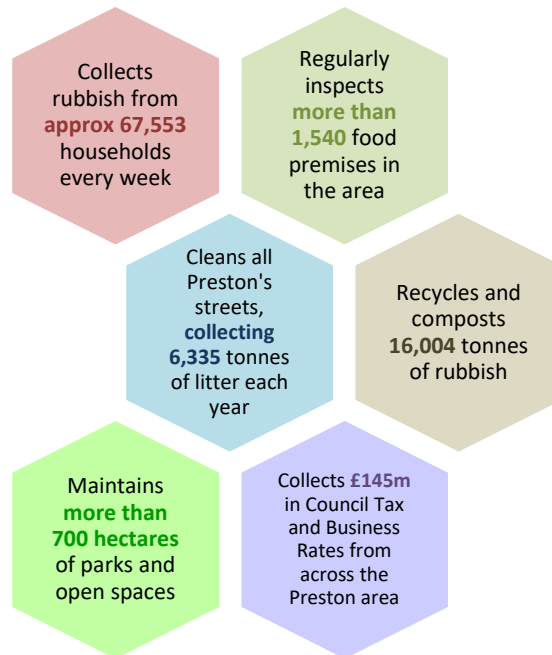 Collects
rubbish from
approx 67,553
households
every week
Regularly
inspects
more than
1,540 food
premises in
the area
Cleans all
Preston's
streets,
collecting
6,335 tonnes
of litter each
year
Recycles and
composts
16,004 tonnes
of rubbish
Maintains
more than
700 hectares
of parks and
open spaces
Collects £145m
in Council Tax
and Business
Rates from
across the
Preston area